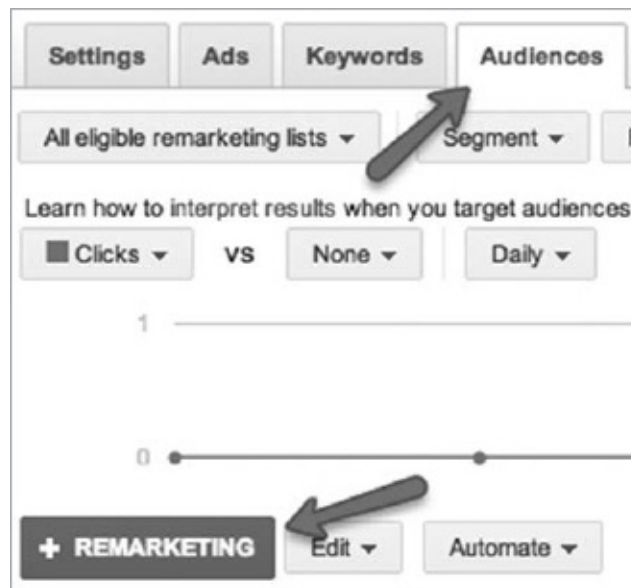 Settings Ads Keywords Audiences
All eligible remarketing lists Segment
Learn how to interpret results when you target audiences
Clicks VS None Daily
1
0
+ REMARKETING Edit Automate